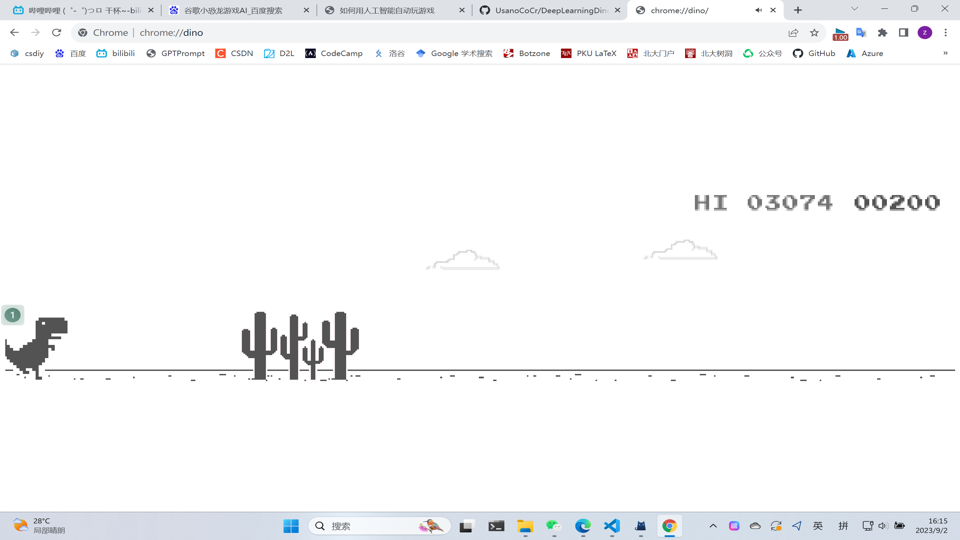 哔哩哔哩 (゜-゜)つロ 干杯~-bili
谷歌小恐龙游戏AI_百度搜索
如何用人工智能自动玩游戏
UsanoCoCr/DeepLearningDin
chrome://dino/
Chrome | chrome://dino
1.00
z
csdiy
百度
bilibili
GPTPrompt
CSDN
D2L
CodeCamp
洛谷
Google 学术搜索
Botzone
PKU LaTeX
北大门户
北大树洞
公众号
GitHub
Azure
»
HI 03074 00200
1
28°C
局部晴朗
搜索
英
拼
16:15
2023/9/2